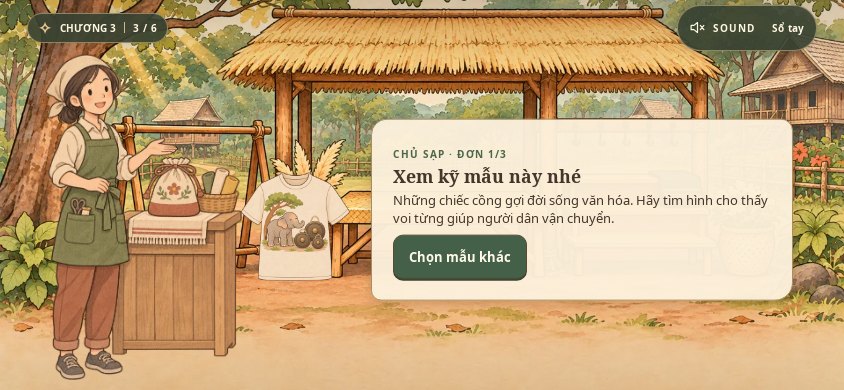 CHƯƠNG 3 | 3 / 6
SOUND
Sổ tay
CHỦ SẠP · ĐƠN 1/3
Xem kỹ mẫu này nhé
Những chiếc cồng gợi đời sống văn hóa. Hãy tìm hình cho thấy
voi từng giúp người dân vận chuyển.
Chọn mẫu khác